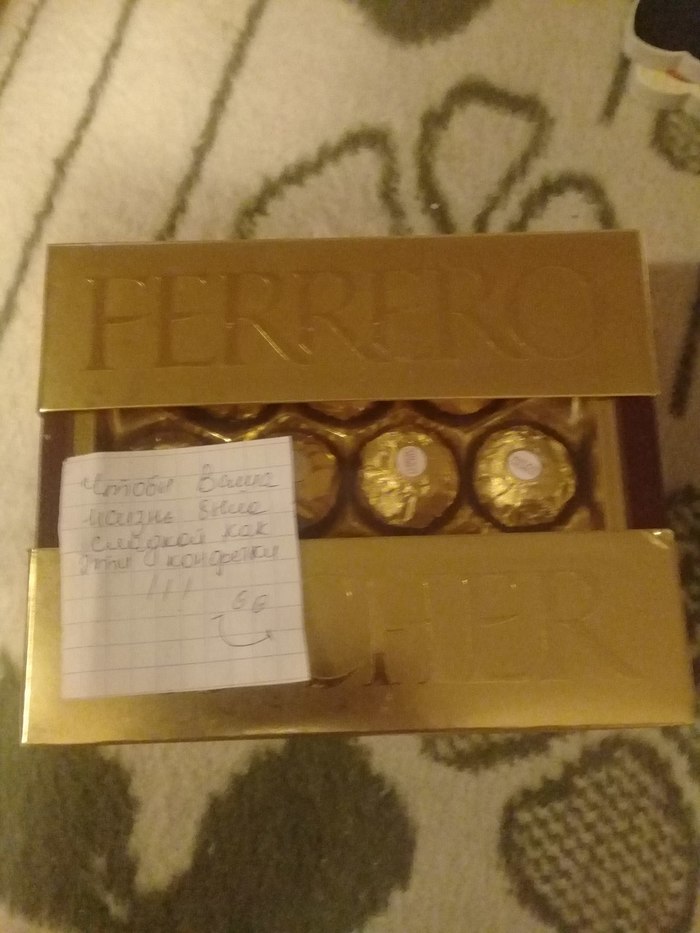 FERRERO
Чтобы Ваша
жизнь была
сладкой как
эти конфетки
!!!
CHER